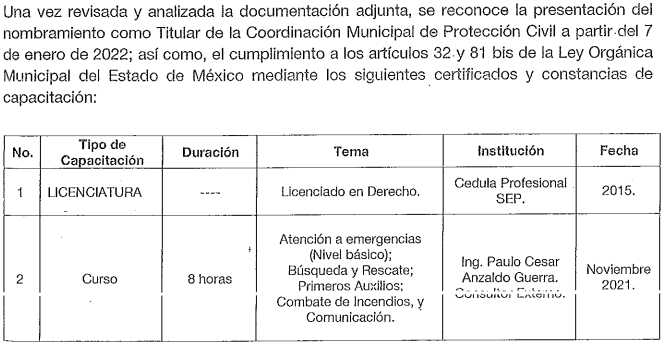 Una vez revisada y analizada la documentación adjunta, se reconoce la presentación del
nombramiento como Titular de la Coordinación Municipal de Protección Civil a partir del 7
de enero de 2022; así como, el cumplimiento a los artículos 32 y 81 bis de la Ley Orgánica
Municipal del Estado de México mediante los siguientes certificados y constancias de
capacitación:
No. Tipo de Capacitación Duración Tema Institución Fecha
1 LICENCIATURA ---- Licenciado en Derecho. Cedula Profesional SEP. 2015.
2 Curso 8 horas
Atención a emergencias
(Nivel básico);
Búsqueda y Rescate;
Primeros Auxilios;
Combate de Incendios, y
Comunicación.
Ing. Paulo Cesar
Anzaldo Guerra.
Consultor Externo.
Noviembre
2021.